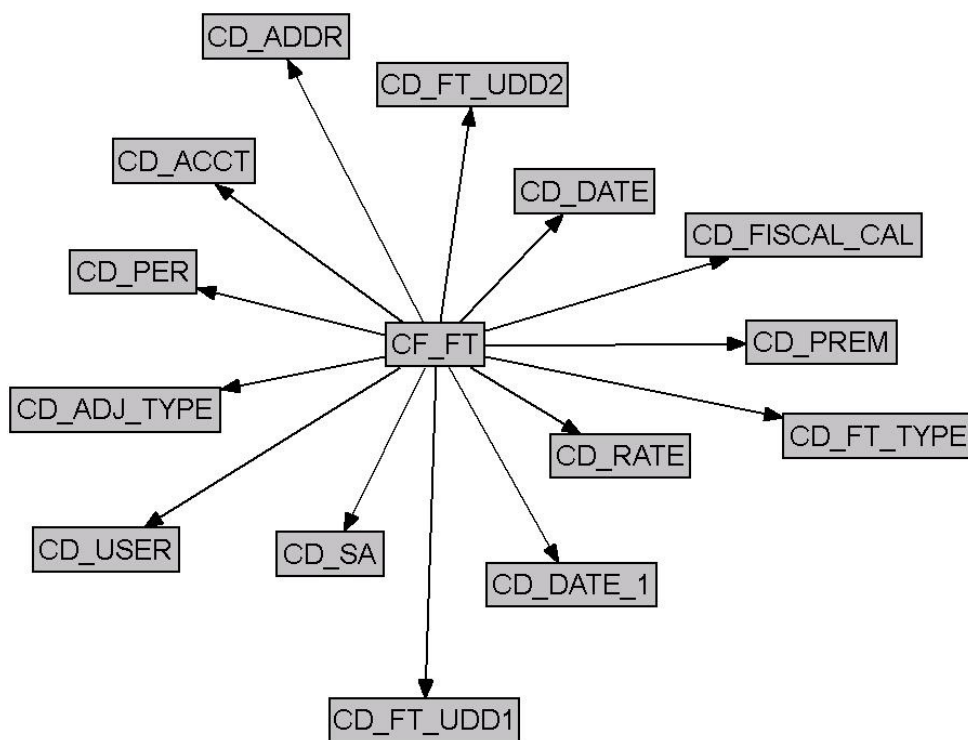 CD_ADDR
CD_FT_UDD2
CD_ACCT
CD_DATE
CD_FISCAL_CAL
CD_PER
CF_FT
CD_PREM
CD_ADJ_TYPE
CD_FT_TYPE
CD_RATE
CD_USER
CD_SA
CD_DATE_1
CD_FT_UDD1